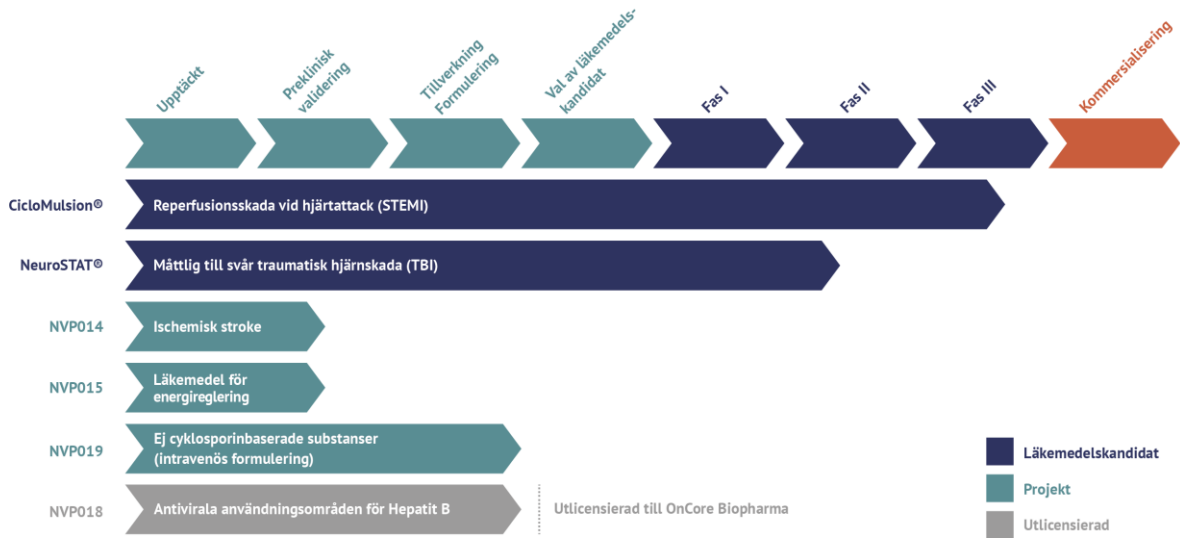 Upptäckt
Preklinisk
validering
Tillverkning
Formulering
Val av läkemedels-
kandidat
Fas I
Fas II
Fas III
Kommersialisering
CicloMulsion®
Reperfusionsskada vid hjärtattack (STEMI)
NeuroSTAT®
Måttlig till svår traumatisk hjärnskada (TBI)
NVP014
Ischemisk stroke
NVP015
Läkemedel för
energireglering
NVP019
Ej cyklosporinbaserade substanser
(intravenös formulering)
NVP018
Antivirala användningsområden för Hepatit B
Utlicensierad till OnCore Biopharma
Läkemedelskandidat
Projekt
Utlicensierad